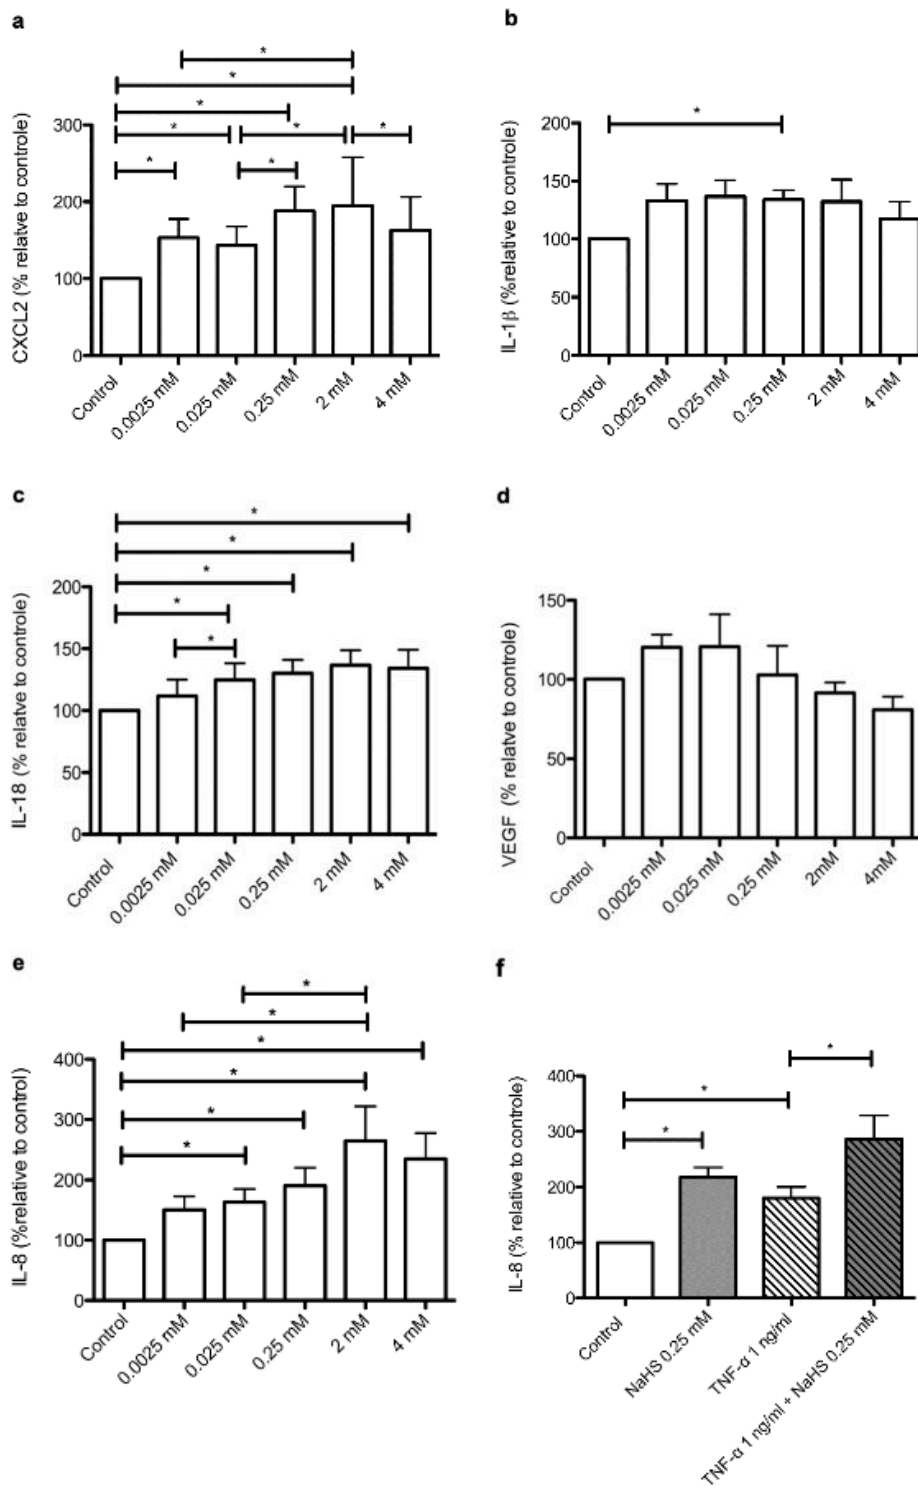 a
CXCL2 (% relative to controle)
300
200
100
0
* * * * * * * *
Control
0.0025 mM
0.025 mM
0.25 mM
2 mM
4 mM
b
IL-1β (%relative to controle)
200
150
100
50
0
*
Control
0.0025 mM
0.025 mM
0.25 mM
2 mM
4 mM
c
IL-18 (% relatve to controle)
200
150
100
50
0
* * * * *
Control
0.0025 mM
0.025 mM
0.25 mM
2 mM
4 mM
d
VEGF (% relatve to controle)
150
100
50
0
Control
0.0025 mM
0.025 mM
0.25 mM
2mM
4mM
e
IL-8 (%relative to control)
400
300
200
100
0
* * * * * *
Control
0.0025 mM
0.025 mM
0.25 mM
2 mM
4 mM
f
IL-8 (% relative to controle)
400
300
200
100
0
* * *
Control
NaHS 0.25 mM
TNF-α 1 ng/ml
TNF-α 1 ng/ml + NaHS 0.25 mM